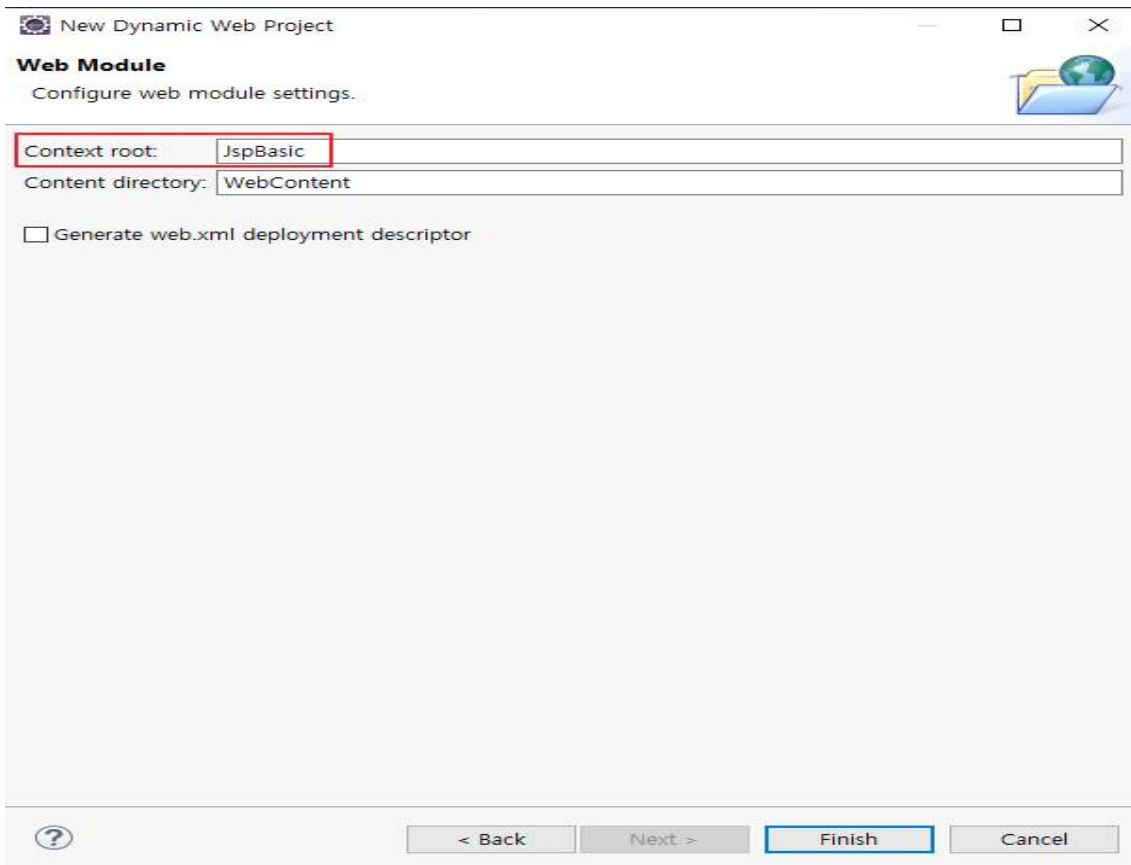 New Dynamic Web Project
Web Module
Configure web module settings.
Context root: JspBasic
Content directory: WebContent
Generate web.xml deployment descriptor
? < Back Next > Finish Cancel